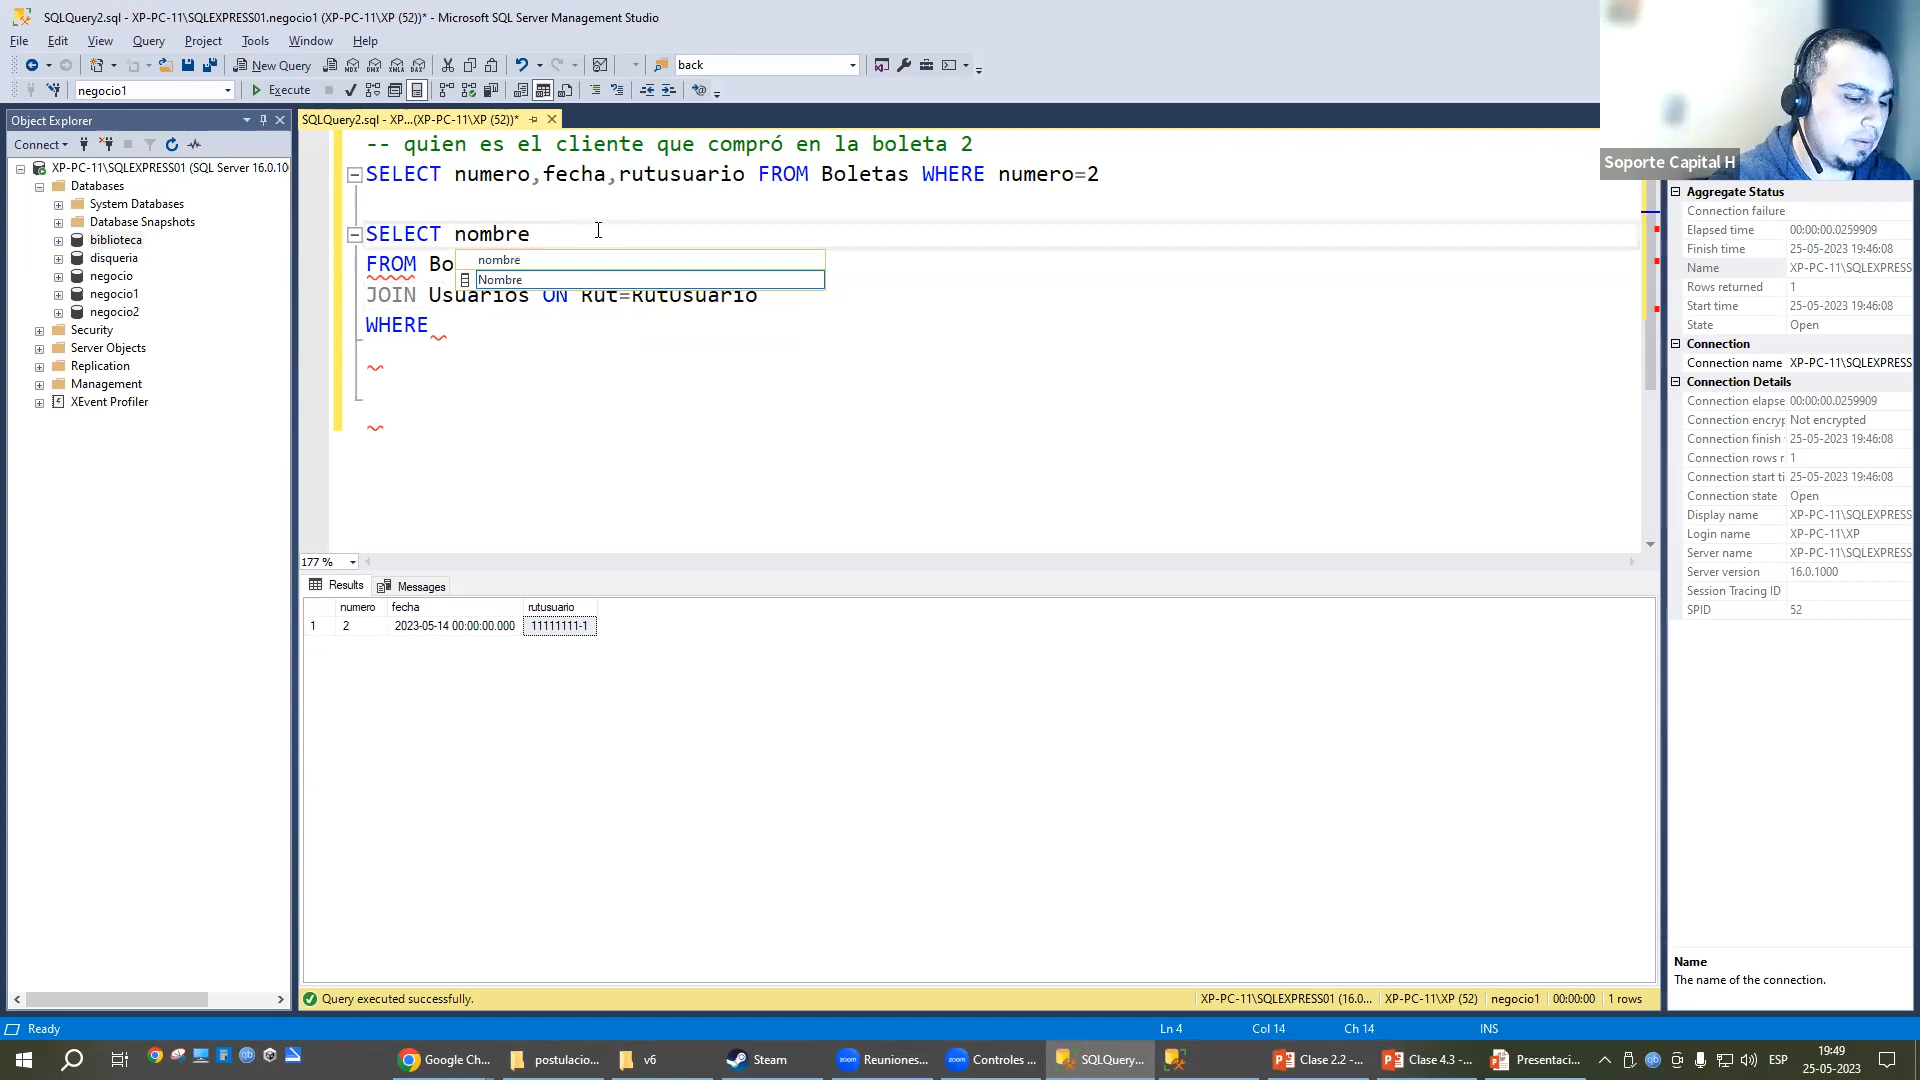 SQLQuery2.sql - XP-PC-11\SQLEXPRESS01.negocio1 (XP-PC-11\XP (52))* - Microsoft SQL Server Management Studio
File Edit View Query Project Tools Window Help
New Query back
negocio1 Execute
Object Explorer
SQLQuery2.sql - XP...(XP-PC-11\XP (52))*
Connect
XP-PC-11\SQLEXPRESS01 (SQL Server 16.0.10
Databases
System Databases
Database Snapshots
biblioteca
disqueria
negocio
negocio1
negocio2
Security
Server Objects
Replication
Management
XEvent Profiler
-- quien es el cliente que compró en la boleta 2
SELECT numero,fecha,rutusuario FROM Boletas WHERE numero=2
SELECT nombre
FROM Bo
nombre
Nombre
JOIN Usuarios ON Rut=RutUsuario
WHERE
177 %
Results Messages
numero fecha rutusuario
1 2 2023-05-14 00:00:00.000 11111111-1
Query executed successfully. XP-PC-11\SQLEXPRESS01 (16.0... XP-PC-11\XP (52) negocio1 00:00:00 1 rows
Soporte Capital H
Aggregate Status
Connection failure
Elapsed time 00:00:00.0259909
Finish time 25-05-2023 19:46:08
Name XP-PC-11\SQLEXPRESS
Rows returned 1
Start time 25-05-2023 19:46:08
State Open
Connection
Connection name XP-PC-11\SQLEXPRESS
Connection Details
Connection elapse 00:00:00.0259909
Connection encryp Not encrypted
Connection finish 25-05-2023 19:46:08
Connection rows r 1
Connection start ti 25-05-2023 19:46:08
Connection state Open
Display name XP-PC-11\SQLEXPRESS
Login name XP-PC-11\XP
Server name XP-PC-11\SQLEXPRESS
Server version 16.0.1000
Session Tracing ID
SPID 52
Name
The name of the connection.
Ready Ln 4 Col 14 Ch 14 INS
Google Ch... postulacio... v6 Steam zoom Reuniones... zoom Controles ... SQLQuery... Clase 2.2 -... Clase 4.3 -... Presentaci... ESP 19:49
25-05-2023